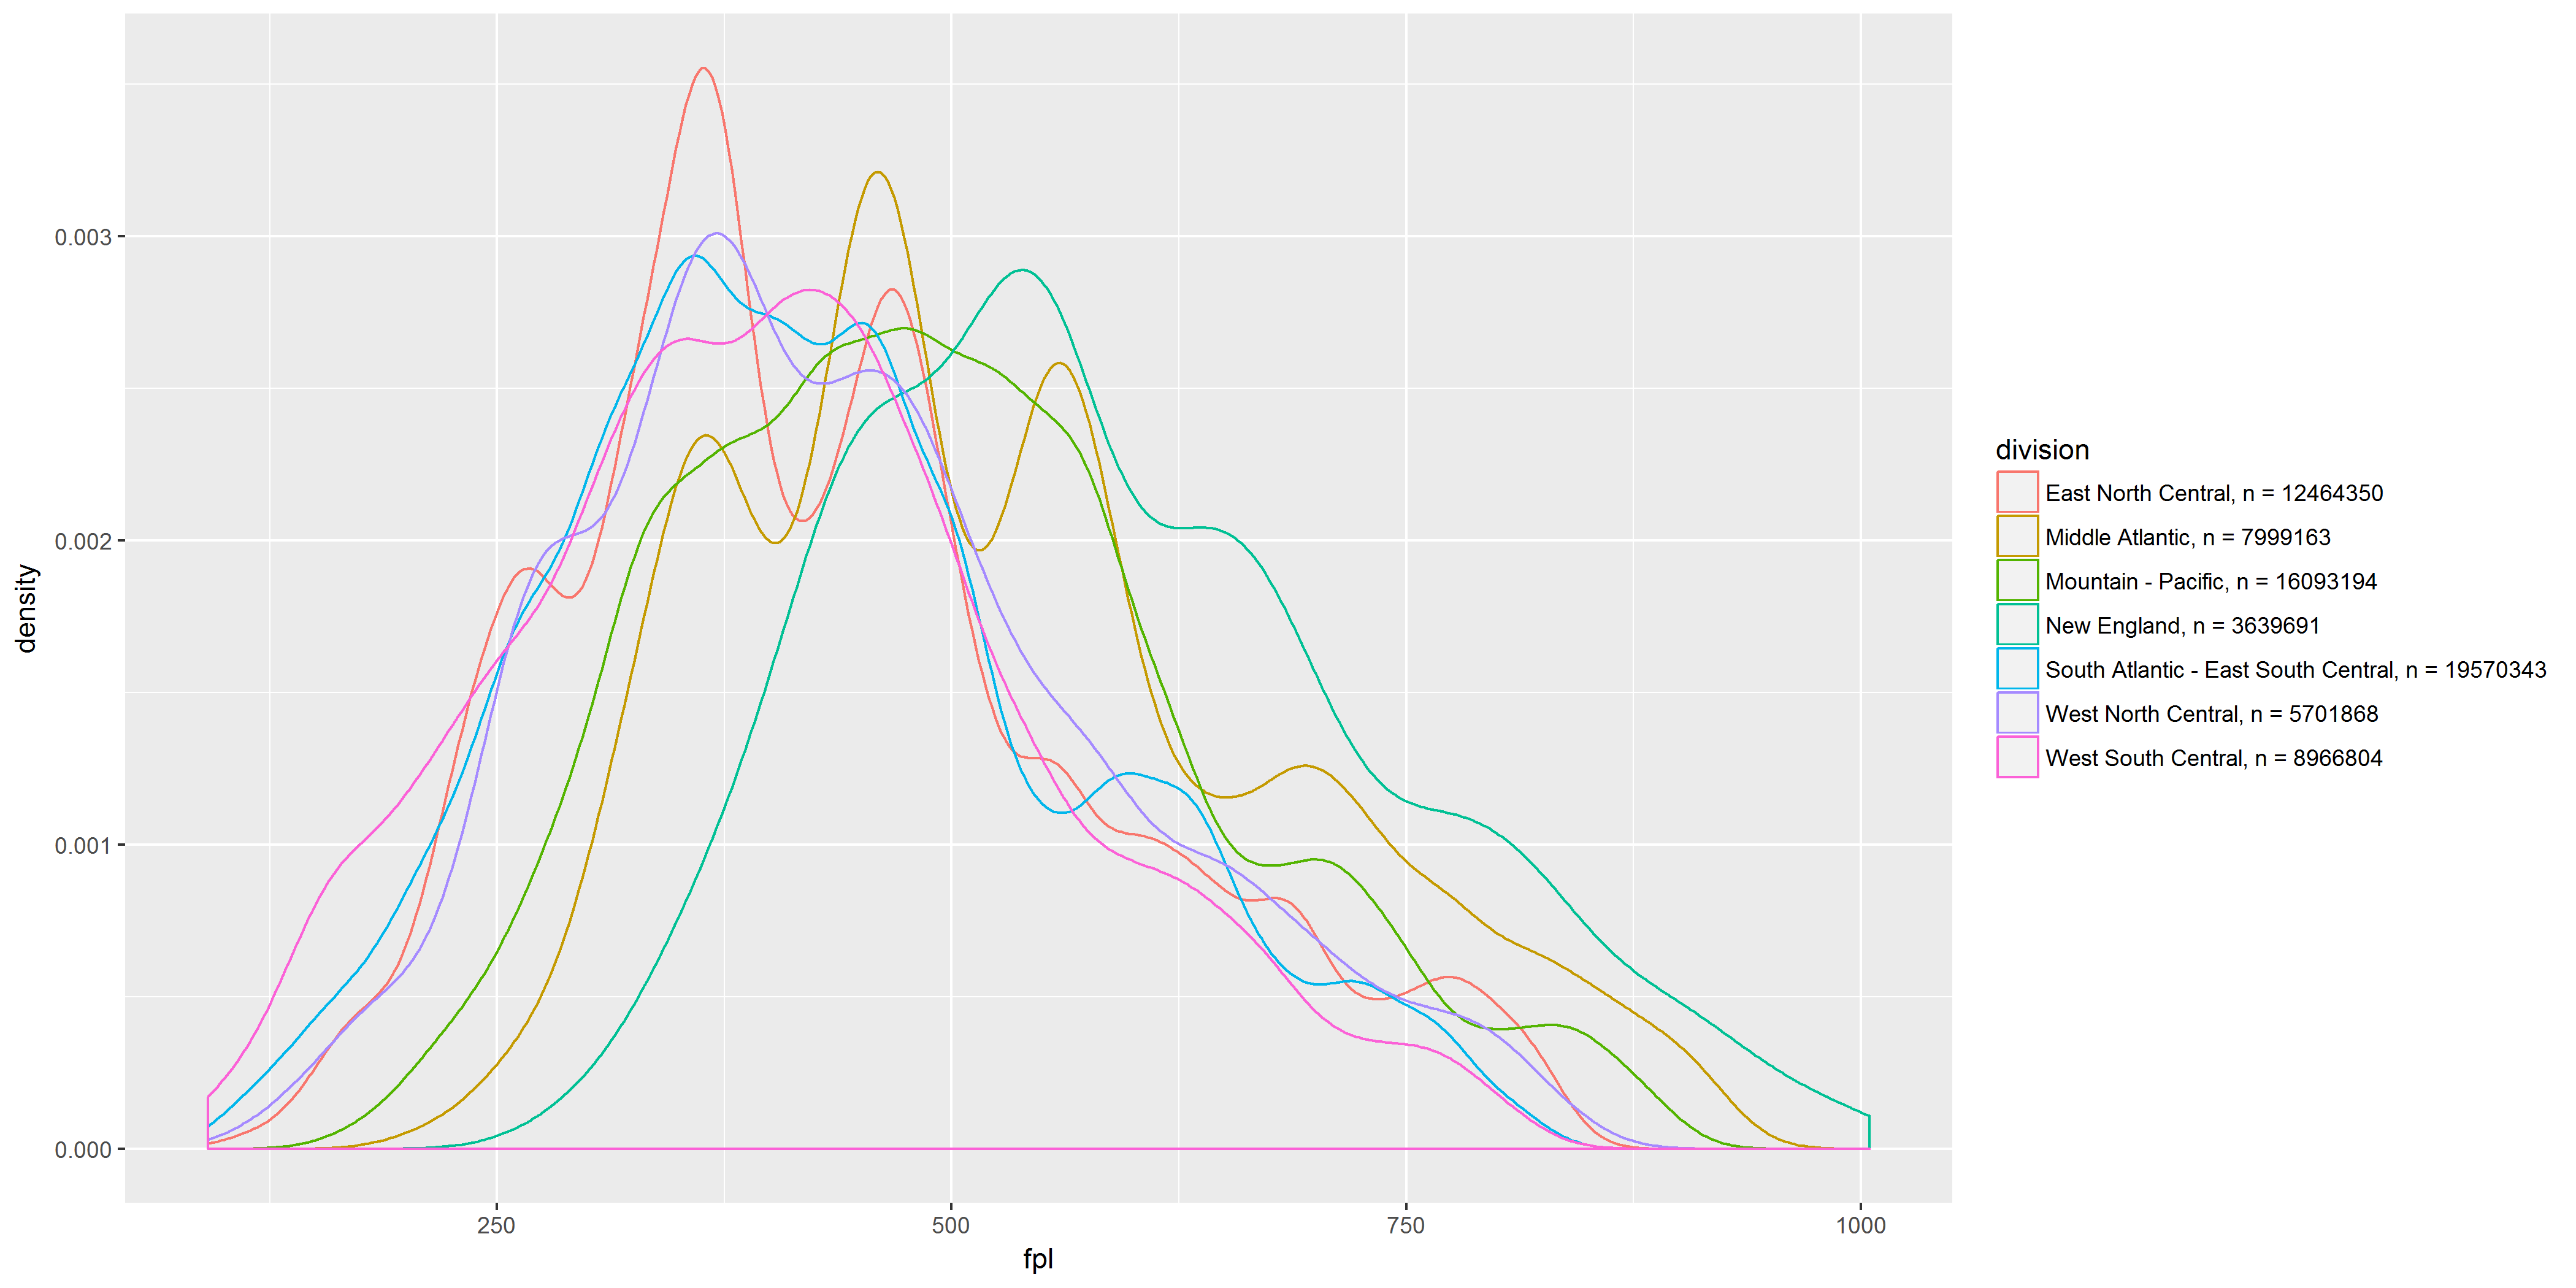 density
0.003
0.002
0.001
0.000
250 500 750 1000
fpl
division
East North Central, n = 12464350
Middle Atlantic, n = 7999163
Mountain - Pacific, n = 16093194
New England, n = 3639691
South Atlantic - East South Central, n = 19570343
West North Central, n = 5701868
West South Central, n = 8966804